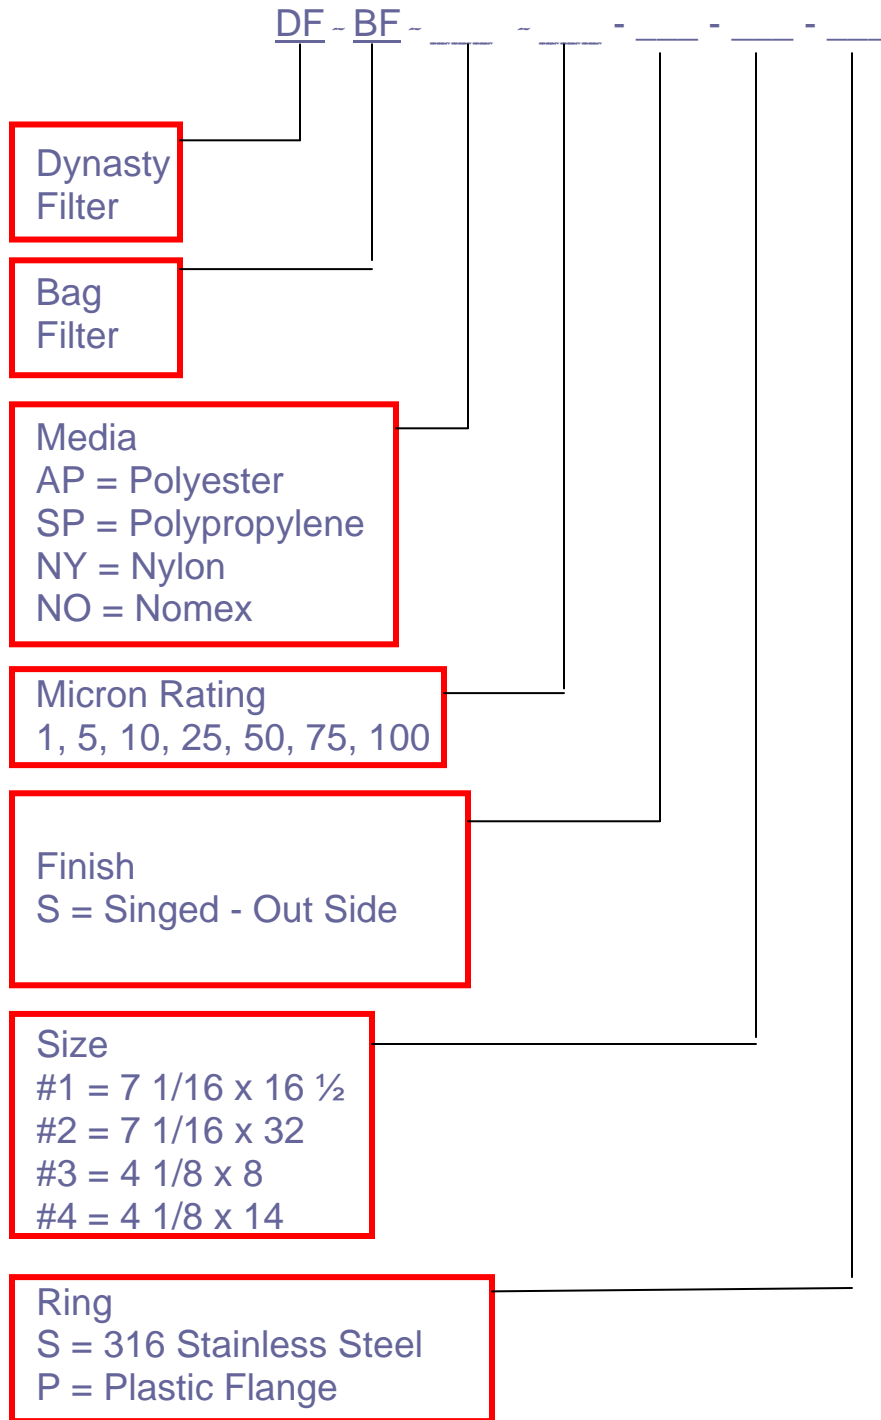 DF ~ BF ~ ____ ~ ____ - ___ - ___ - ___
Dynasty
Filter
Bag
Filter
Media
AP = Polyester
SP = Polypropylene
NY = Nylon
NO = Nomex
Micron Rating
1, 5, 10, 25, 50, 75, 100
Finish
S = Singed - Out Side
Size
#1 = 7 1/16 x 16 ½
#2 = 7 1/16 x 32
#3 = 4 1/8 x 8
#4 = 4 1/8 x 14
Ring
S = 316 Stainless Steel
P = Plastic Flange